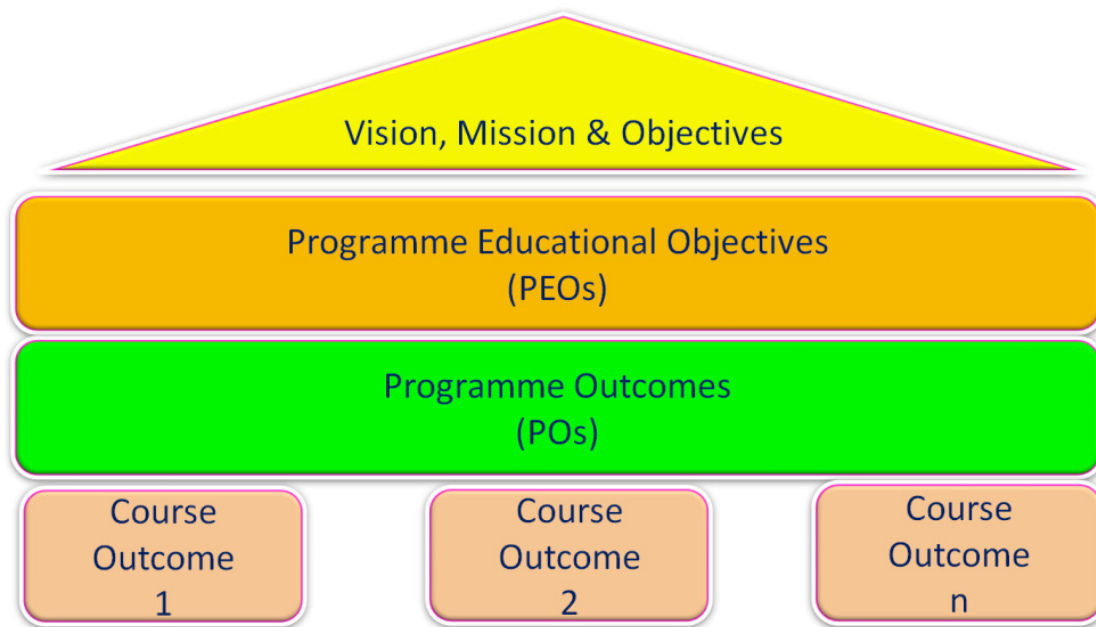 Vision, Mission & Objectives
Programme Educational Objectives
(PEOs)
Programme Outcomes
(POs)
Course
Outcome
1
Course
Outcome
2
Course
Outcome
n